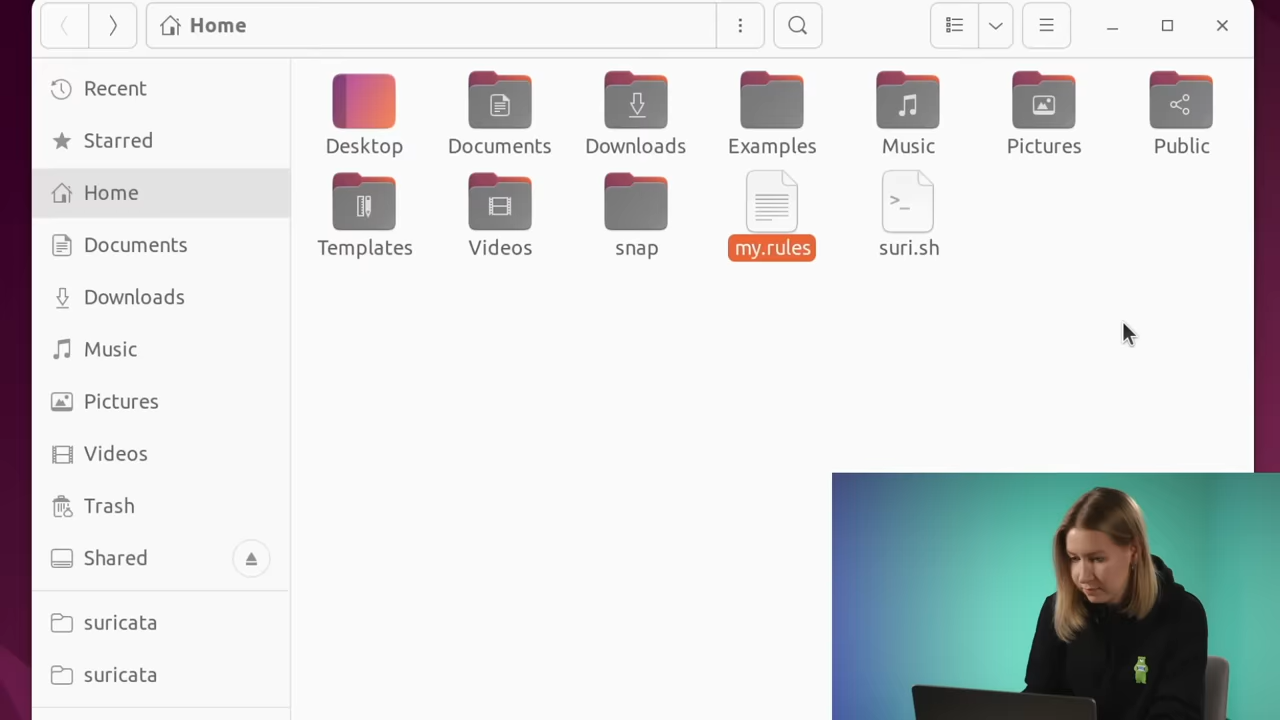 Home
Recent
Starred
Home
Documents
Downloads
Music
Pictures
Videos
Trash
Shared
suricata
suricata
Desktop
Documents
Downloads
Examples
Music
Pictures
Public
Templates
Videos
snap
my.rules
suri.sh